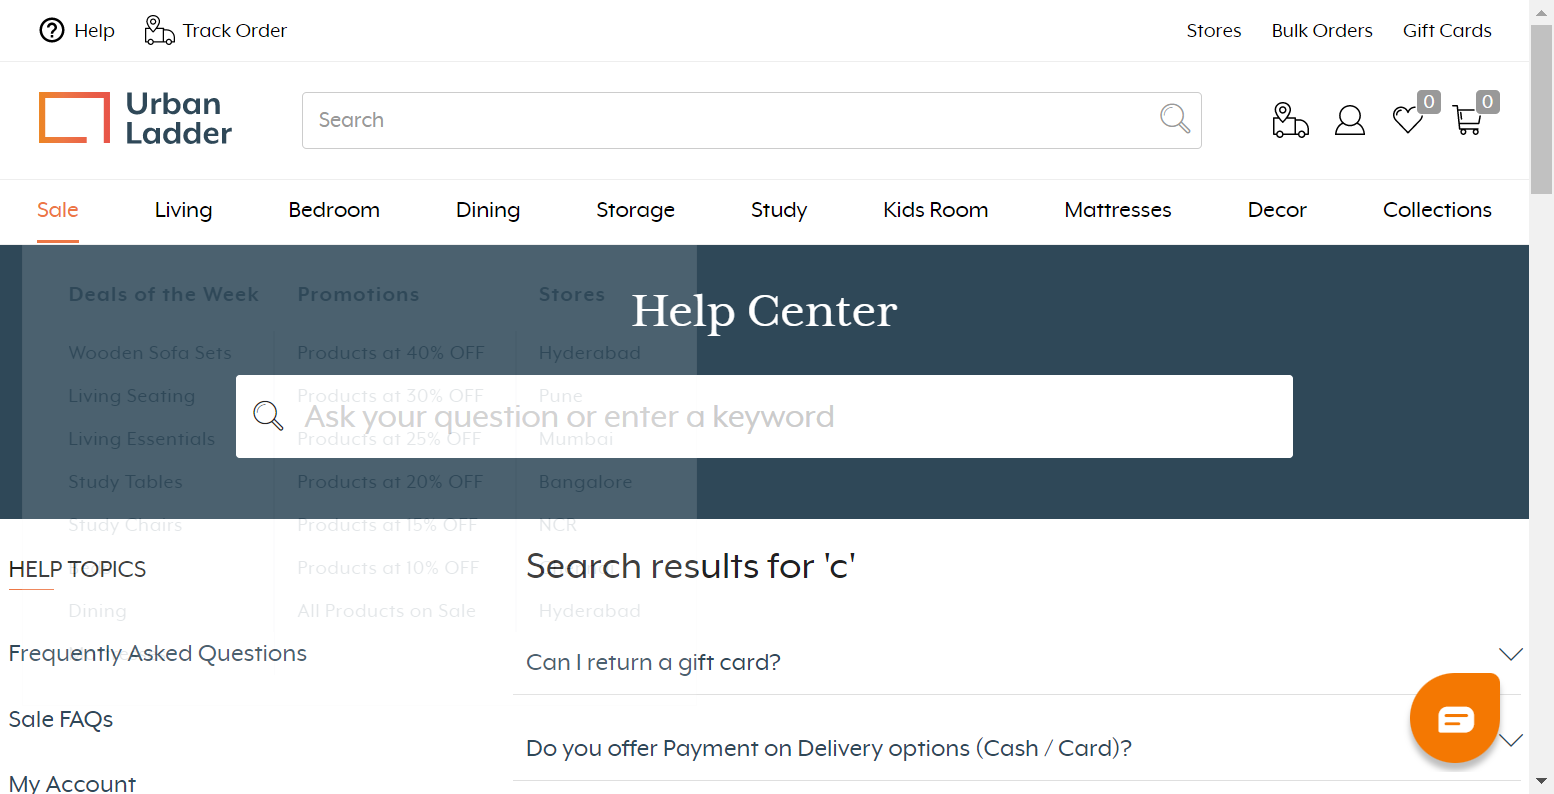 Help Track Order Stores Bulk Orders Gift Cards
Urban Ladder
Search
0 0
Sale Living Bedroom Dining Storage Study Kids Room Mattresses Decor Collections
Deals of the Week Promotions Stores
Help Center
Wooden Sofa Sets Products at 40% OFF Hyderabad
Living Seating Products at 30% OFF Pune
Ask your question or enter a keyword
Living Essentials Products at 25% OFF Mumbai
Study Tables Products at 20% OFF Bangalore
Study Chairs Products at 15% OFF NCR
HELP TOPICS Products at 10% OFF
Search results for 'c'
Dining All Products on Sale Hyderabad
Frequently Asked Questions
Can I return a gift card?
Sale FAQs
Do you offer Payment on Delivery options (Cash / Card)?
My Account